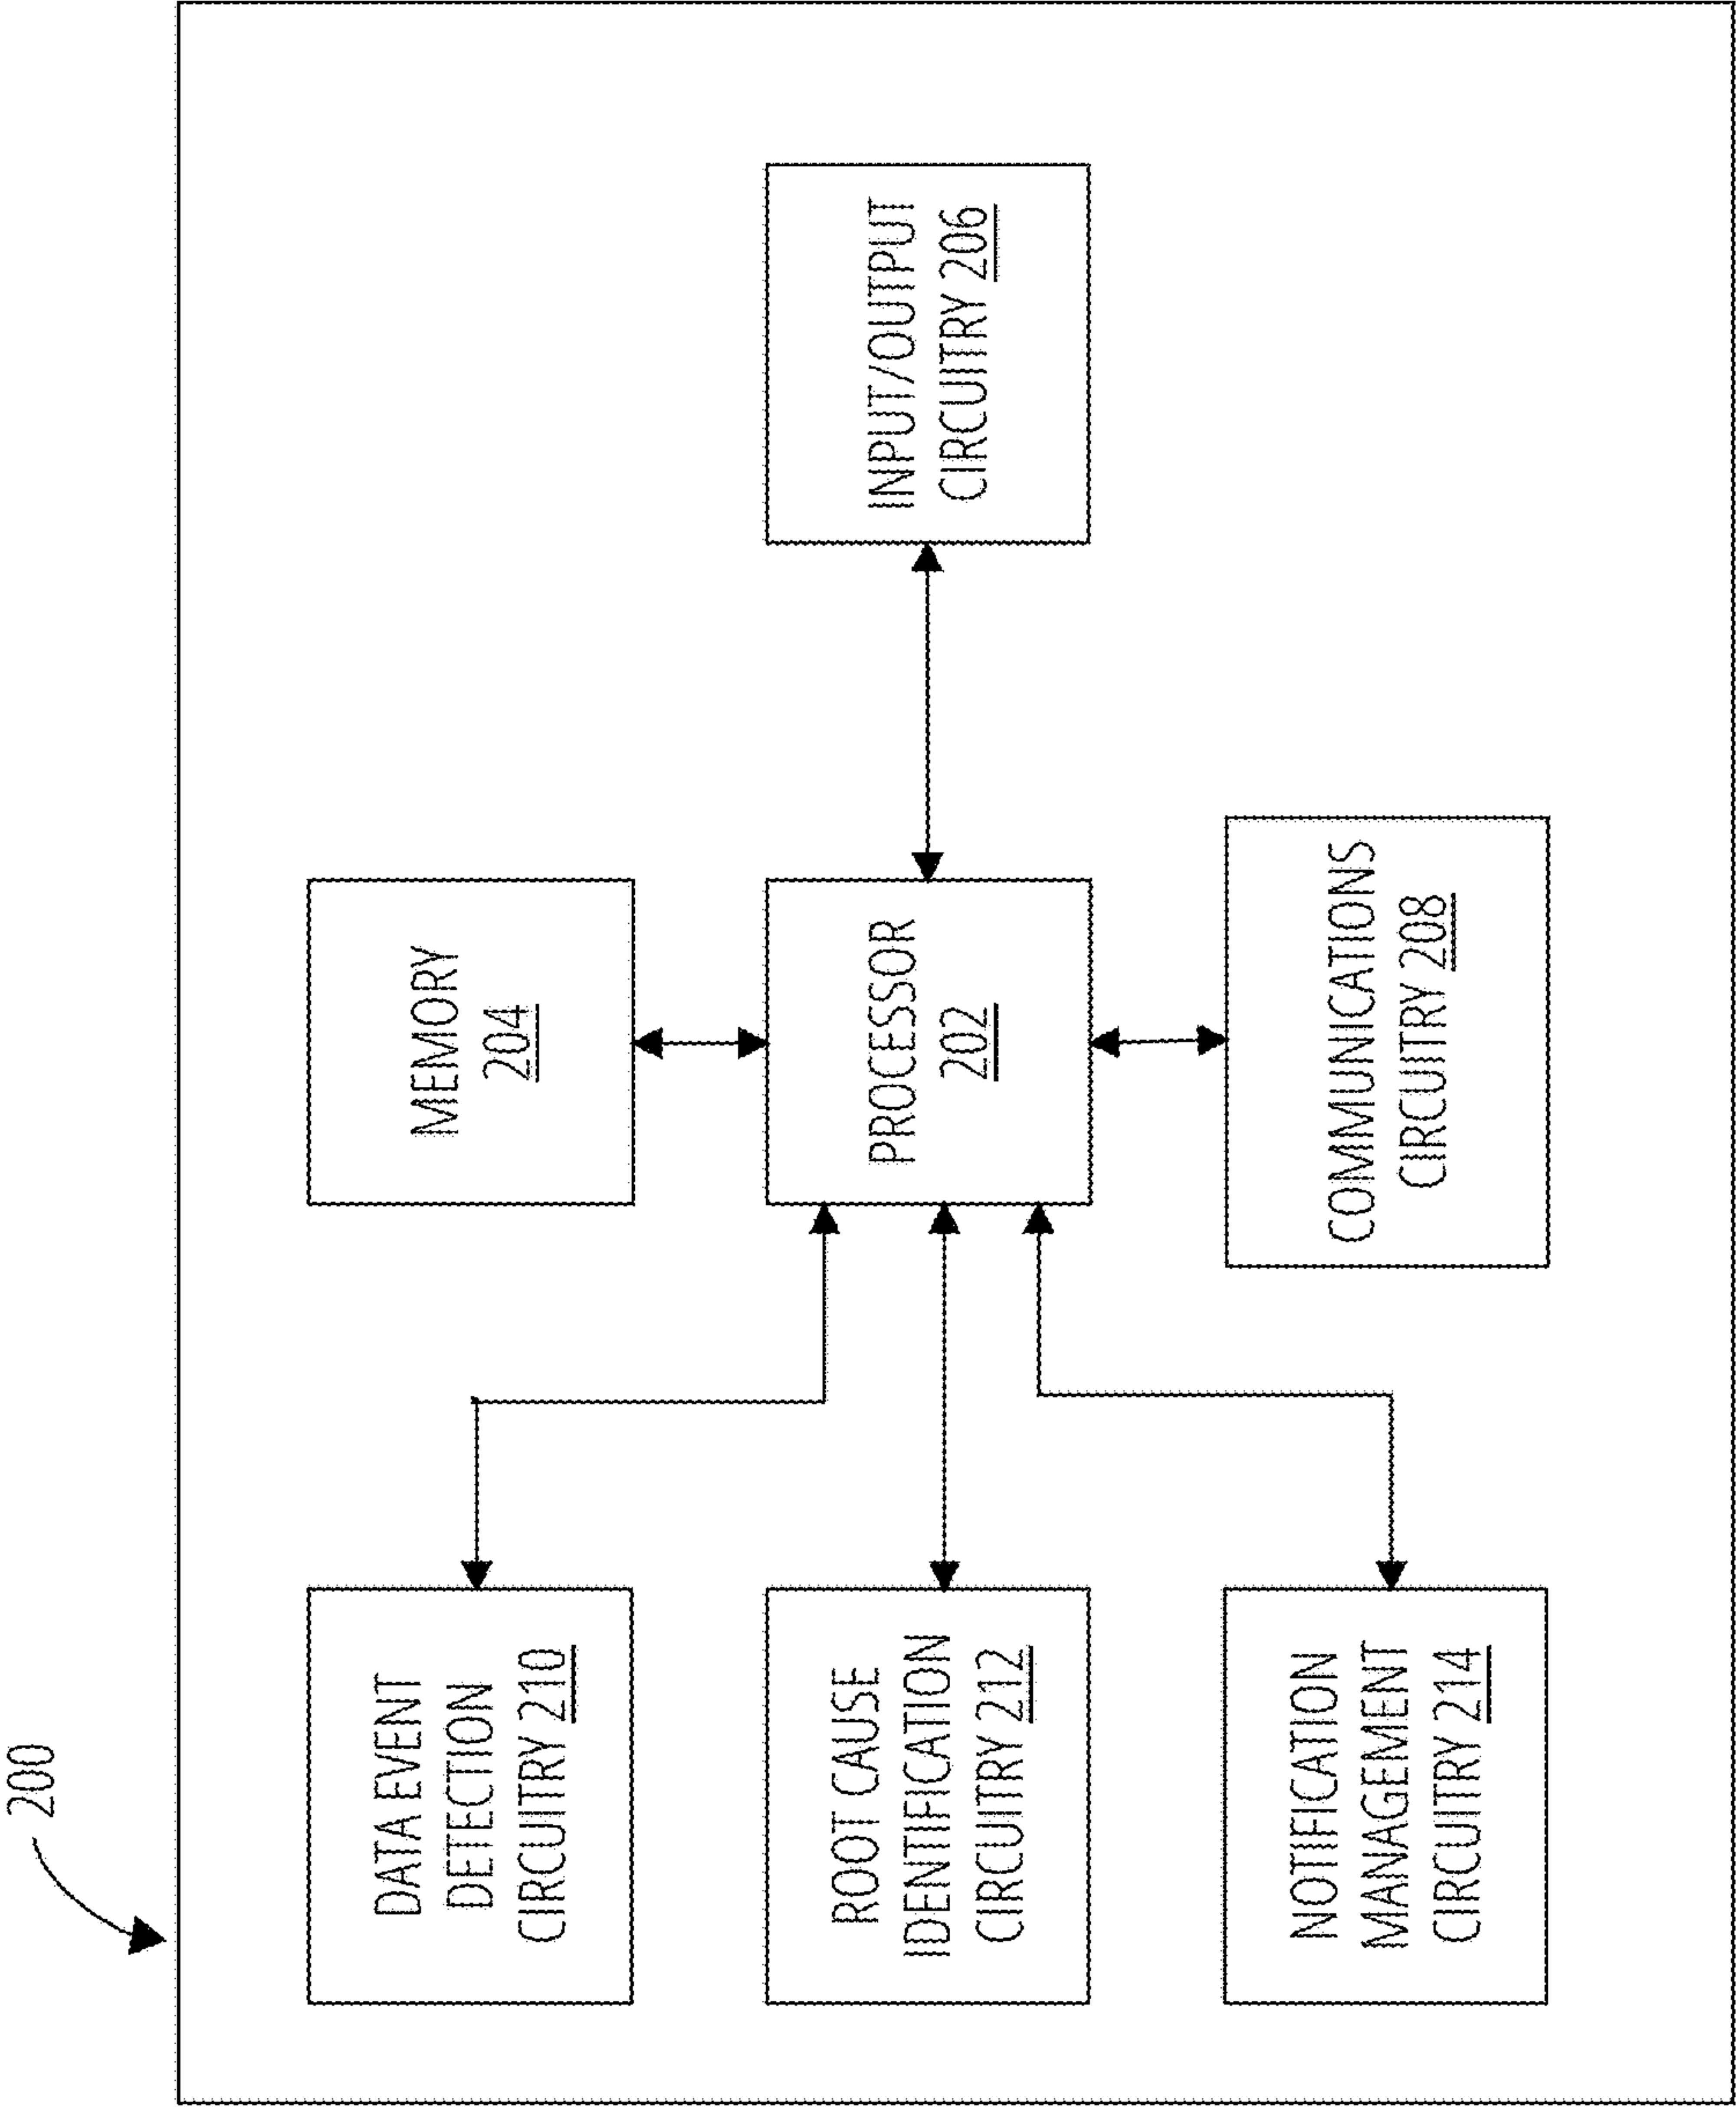 200
DATA EVENT
DETECTION
CIRCUITRY 210
MEMORY
204
ROOT CAUSE
IDENTIFICATION
CIRCUITRY 212
PROCESSOR
202
INPUT/OUTPUT
CIRCUITRY 206
NOTIFICATION
MANAGEMENT
CIRCUITRY 214
COMMUNICATIONS
CIRCUITRY 208